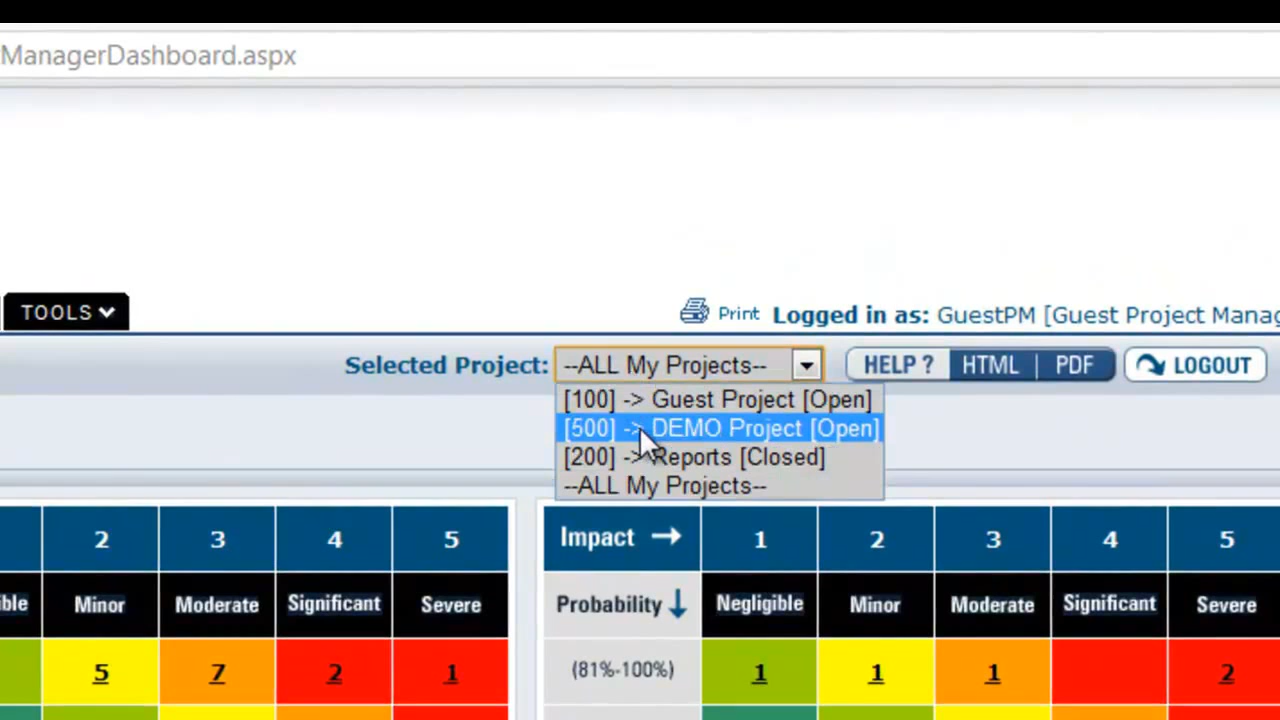 ManagerDashboard.aspx
TOOLS
Print Logged in as: GuestPM [Guest Project
Selected Project: --ALL My Projects-- HELP ? HTML | PDF LOGOUT
[100] -> Guest Project [Open]
[500] -> DEMO Project [Open]
[200] -> Reports [Closed]
--ALL My Projects--
2 3 4 5 Impact → 1 2 3 4 5
Minor Moderate Significant Severe Probability ↓ Negligible Minor Moderate Significant Severe
5 7 2 1 (81%-100%) 1 1 1 2